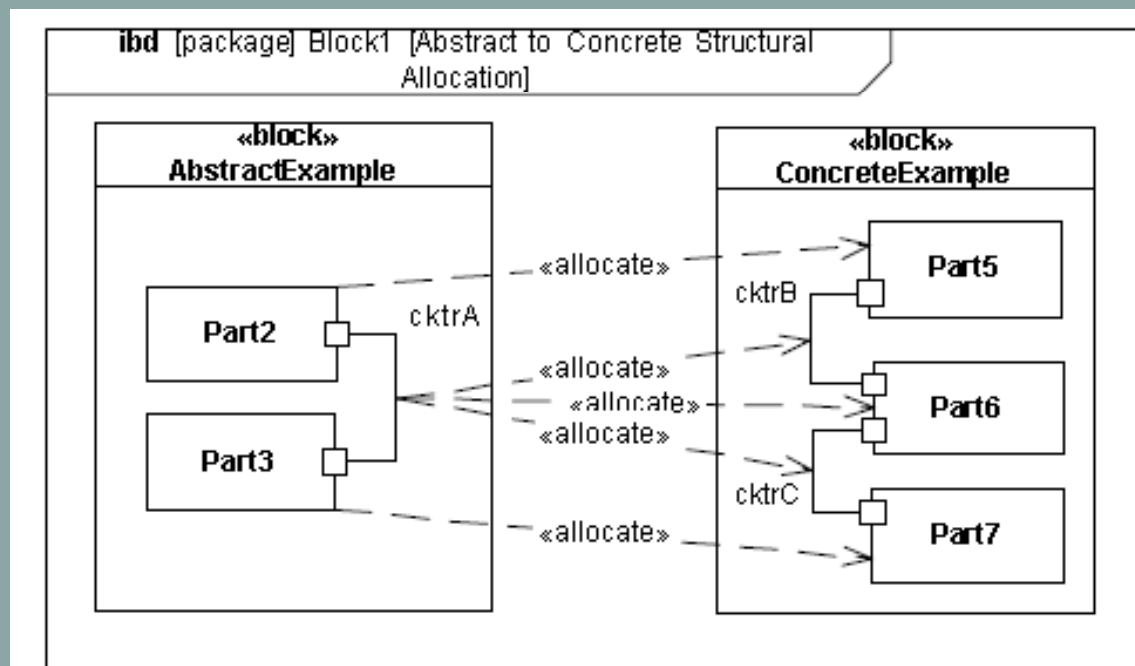 ibd [package] Block1 [Abstract to Concrete Structural
Allocation]
«block»
AbstractExample
«block»
ConcreteExample
Part5
«allocate»
cktrB
cktrA
Part2
«allocate»
«allocate»
Part6
«allocate»
Part3
cktrC
«allocate»
Part7